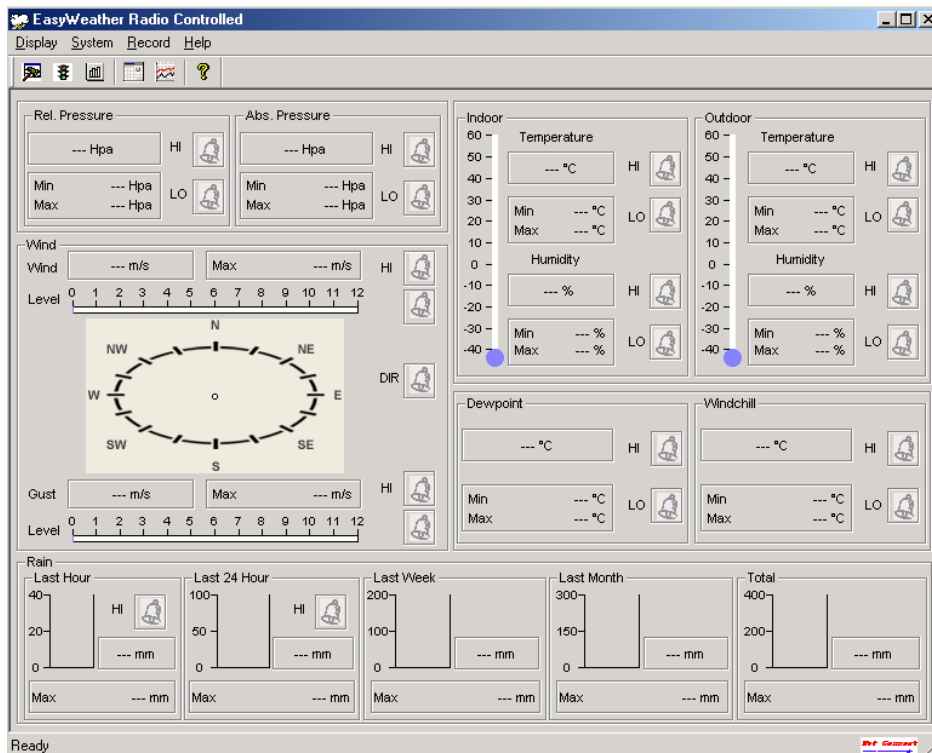 EasyWeather Radio Controlled
Display System Record Help
Rel. Pressure
--- Hpa
HI
Min --- Hpa
Max --- Hpa
LO
Abs. Pressure
--- Hpa
HI
Min --- Hpa
Max --- Hpa
LO
Indoor
60
50
40
30
20
10
0
-10
-20
-30
-40
Temperature
--- °C
HI
Min --- °C
Max --- °C
LO
Humidity
--- %
HI
Min --- %
Max --- %
LO
Outdoor
60
50
40
30
20
10
0
-10
-20
-30
-40
Temperature
--- °C
HI
Min --- °C
Max --- °C
LO
Humidity
--- %
HI
Min --- %
Max --- %
LO
Wind
Wind --- m/s Max --- m/s HI
Level 0 1 2 3 4 5 6 7 8 9 10 11 12
N
NW NE
W E
SW SE
S
DIR
Gust --- m/s Max --- m/s HI
Level 0 1 2 3 4 5 6 7 8 9 10 11 12
Dewpoint
--- °C
HI
Min --- °C
Max --- °C
LO
Windchill
--- °C
HI
Min --- °C
Max --- °C
LO
Rain
Last Hour
40
20
0
HI
--- mm
Max --- mm
Last 24 Hour
100
50
0
HI
--- mm
Max --- mm
Last Week
200
100
0
--- mm
Max --- mm
Last Month
300
150
0
--- mm
Max --- mm
Total
400
200
0
--- mm
Max --- mm
Ready